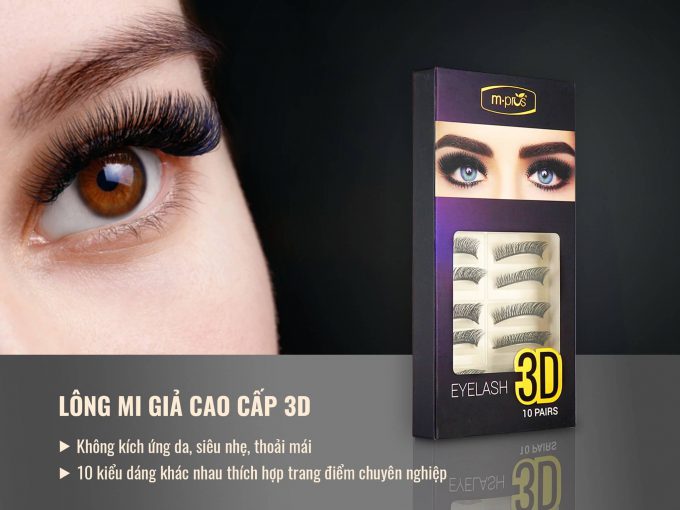 m.plus
EYELASH 3D
10 PAIRS
LÔNG MI GIẢ CAO CẤP 3D
► Không kích ứng da, siêu nhẹ, thoải mái
► 10 kiểu dáng khác nhau thích hợp trang điểm chuyên nghiệp